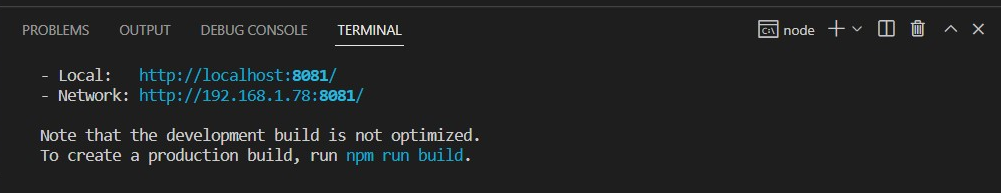 PROBLEMS OUTPUT DEBUG CONSOLE TERMINAL node
- Local: http://localhost:8081/
- Network: http://192.168.1.78:8081/
Note that the development build is not optimized.
To create a production build, run npm run build.